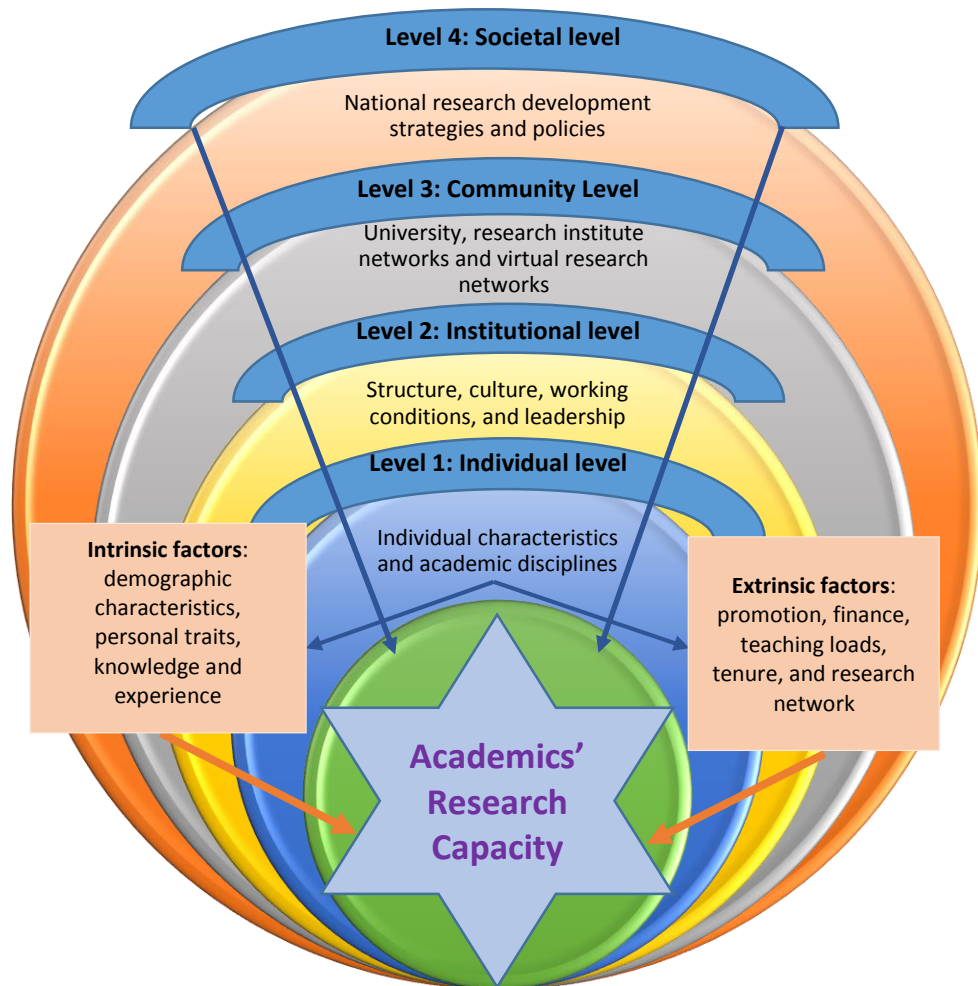 Level 4: Societal level
National research development
strategies and policies
Level 3: Community Level
University, research institute
networks and virtual research
networks
Level 2: Institutional level
Structure, culture, working
conditions, and leadership
Level 1: Individual level
Individual characteristics
and academic disciplines
Intrinsic factors:
demographic
characteristics,
personal traits,
knowledge and
experience
Extrinsic factors:
promotion, finance,
teaching loads,
tenure, and research
network
Academics’
Research
Capacity